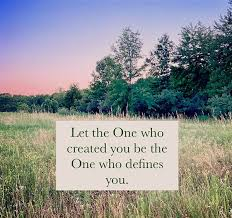 Let the One who
created you be the
One who defines
you.